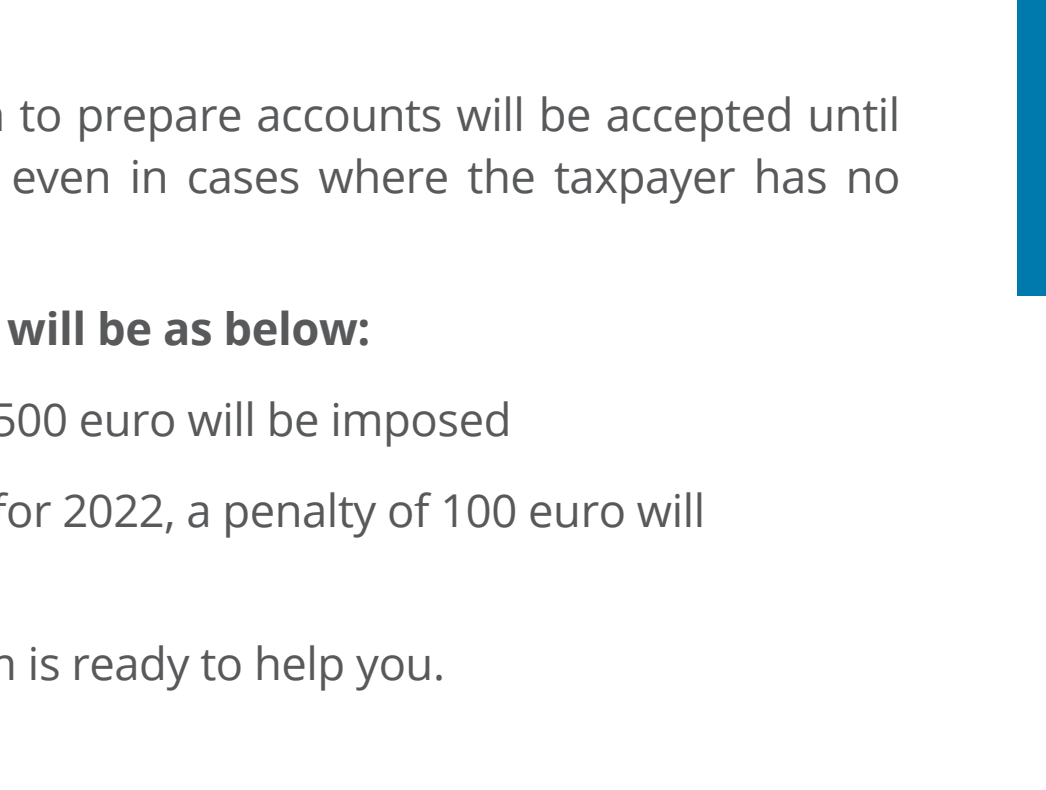 to prepare accounts will be accepted until
even in cases where the taxpayer has no
will be as below:
500 euro will be imposed
for 2022, a penalty of 100 euro will
is ready to help you.